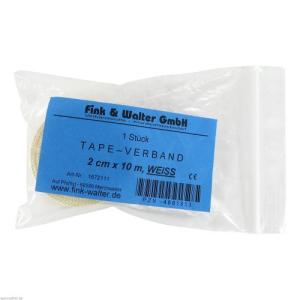 Fink & Walter GmbH
1 Stück
TAPE-VERBAND
2 cm x 10 m, WEISS
Art-Nr. 1672111
www.fink-walter.de